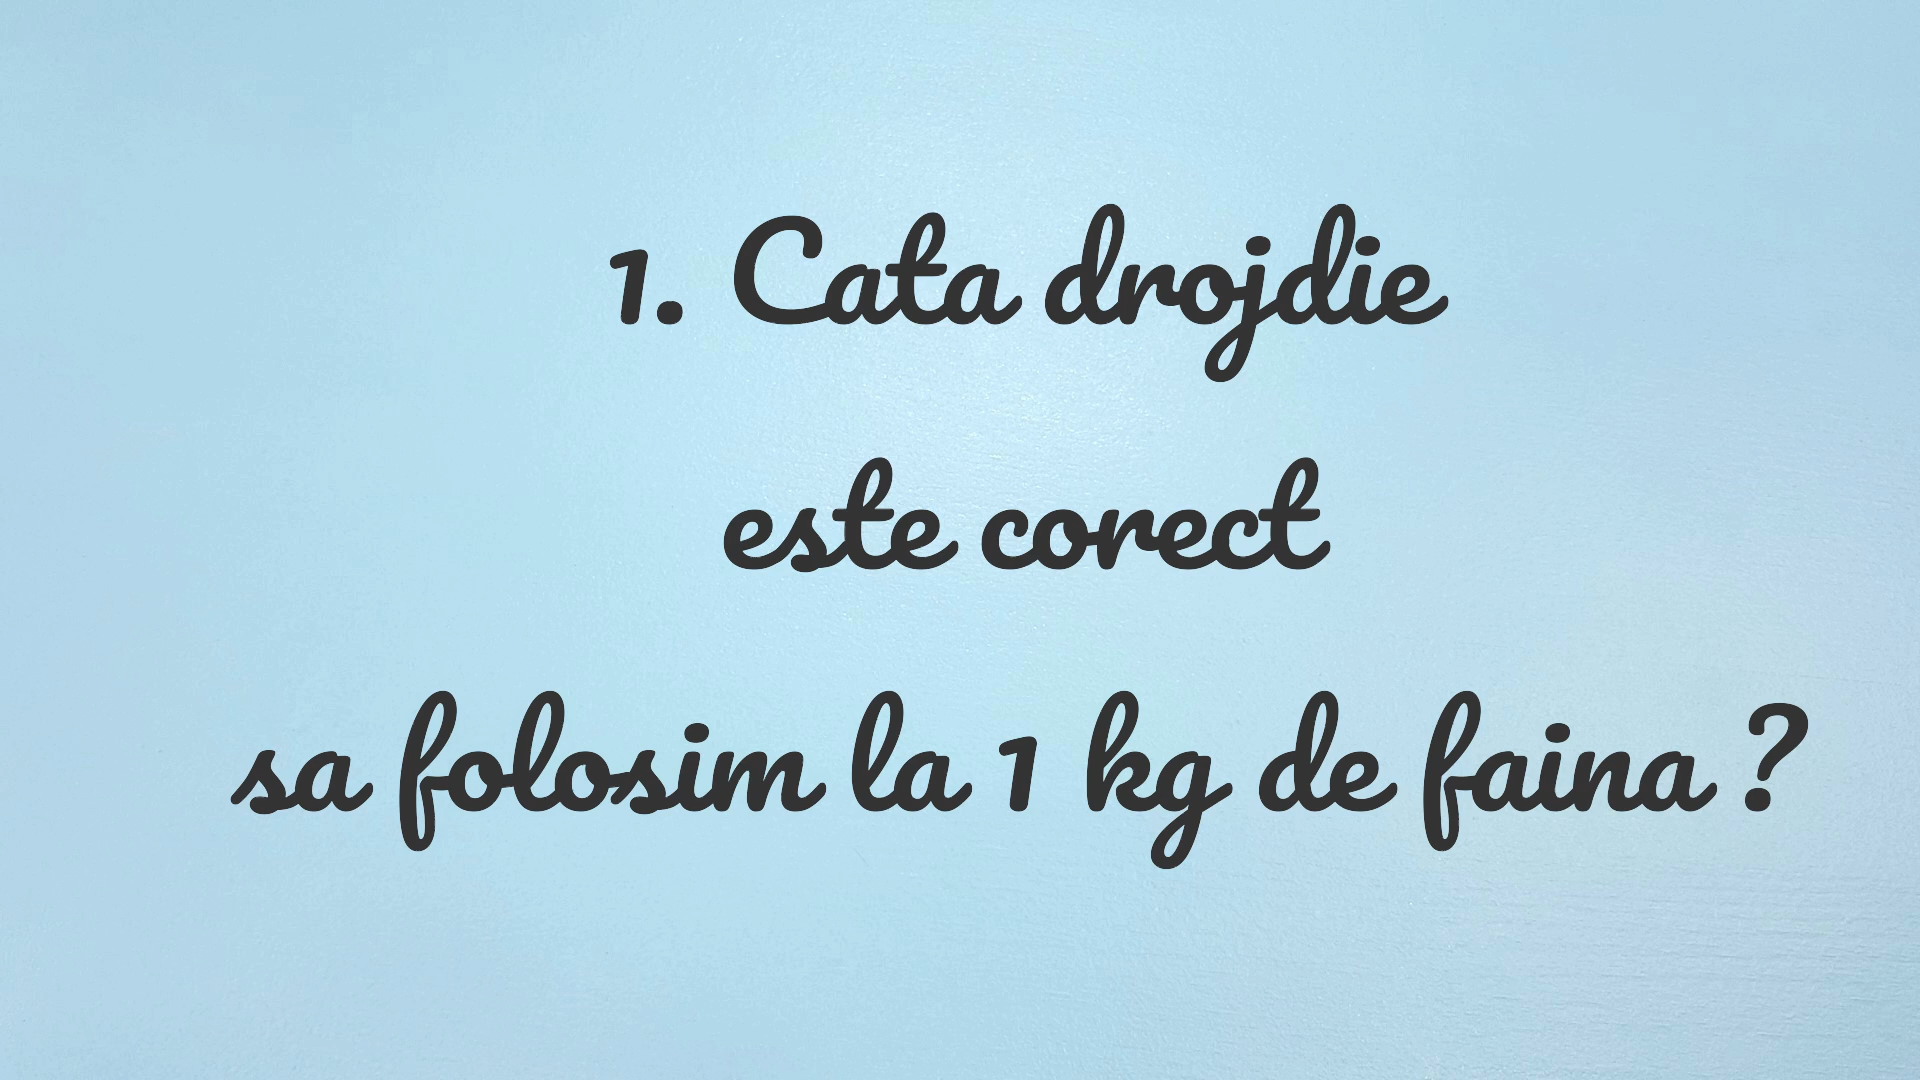 1. Cata drojdie
este corect
sa folosim la 1 kg de faina ?